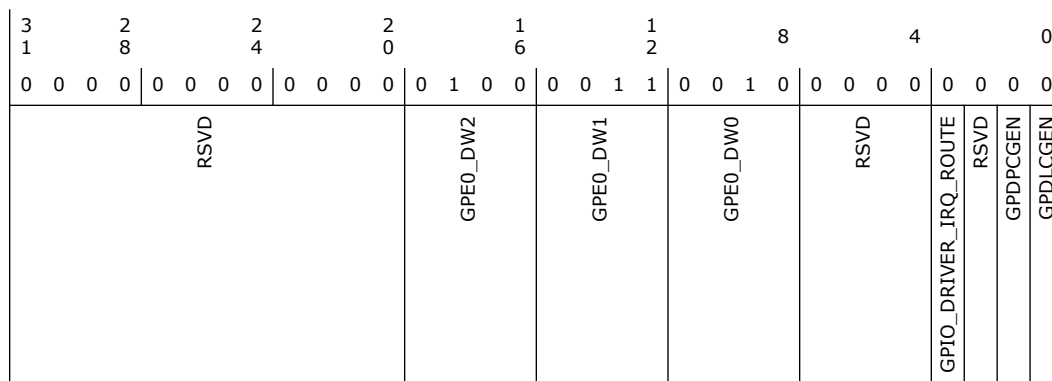 3 2 2 2 1 1 8 4 0
1 8 4 0 6 2
0 0 0 0 0 0 0 0 0 0 0 0 0 1 0 0 0 0 1 1 0 0 1 0 0 0 0 0 0 0 0 0
RSVD
GPE0_DW2
GPE0_DW1
GPE0_DW0
RSVD
GPIO_DRIVER_IRQ_ROUTE
RSVD
GPDPCGEN
GPDLCGEN